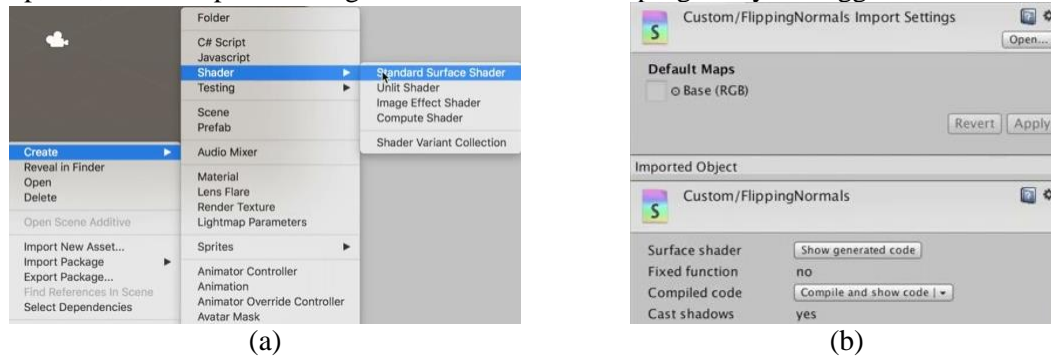 Folder
C# Script
Javascript
Shader
Testing
Scene
Prefab
Audio Mixer
Material
Lens Flare
Render Texture
Lightmap Parameters
Sprites
Animator Controller
Animation
Animator Override Controller
Avatar Mask
Standard Surface Shader
Unlit Shader
Image Effect Shader
Compute Shader
Shader Variant Collection
Create
Reveal in Finder
Open
Delete
Open Scene Additive
Import New Asset...
Import Package
Export Package...
Find References In Scene
Select Dependencies
(a)
Custom/FlippingNormals Import Settings
Open...
Default Maps
Base (RGB)
Revert Apply
Imported Object
Custom/FlippingNormals
Surface shader Show generated code
Fixed function no
Compiled code Compile and show code
Cast shadows yes
(b)